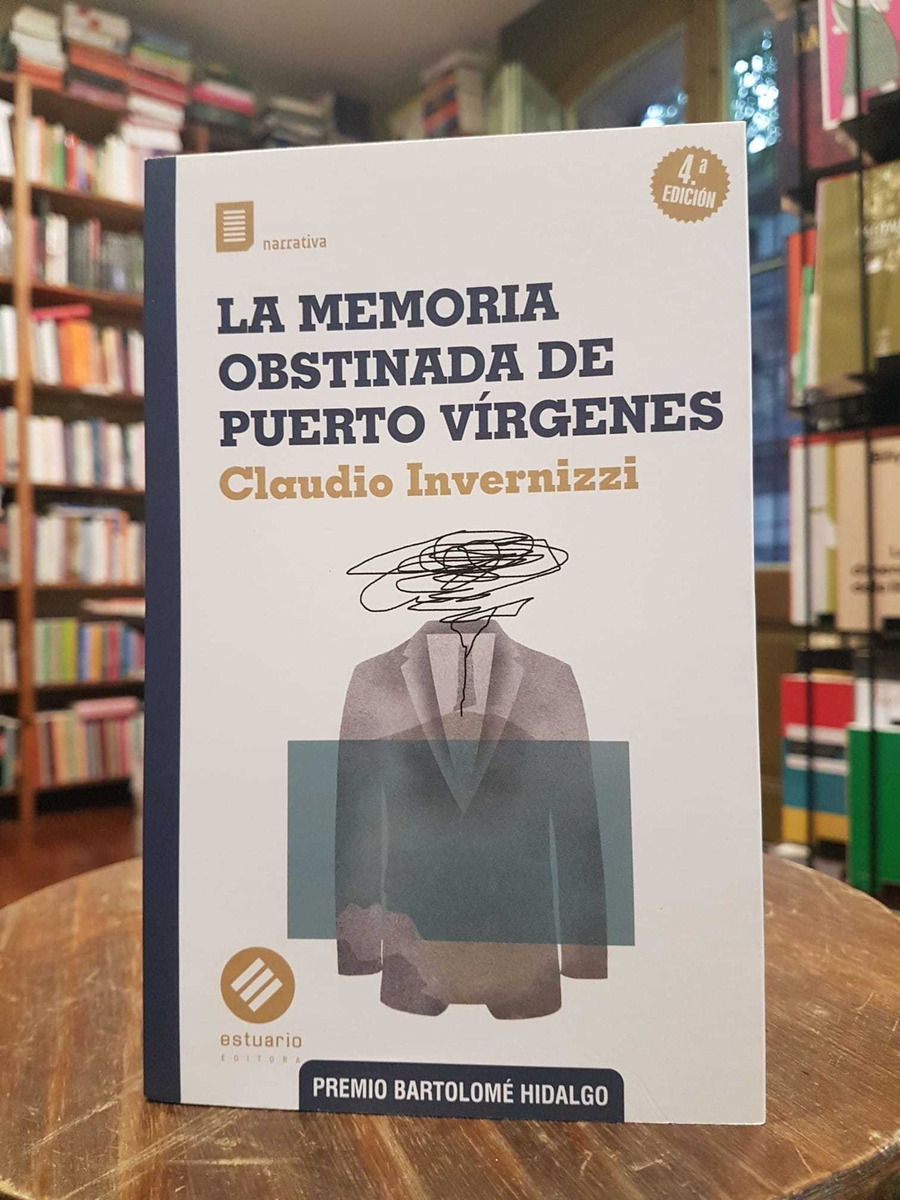 4.ª
EDICIÓN
narrativa
LA MEMORIA
OBSTINADA DE
PUERTO VÍRGENES
Claudio Invernizzi
estuario
EDITORA
PREMIO BARTOLOMÉ HIDALGO